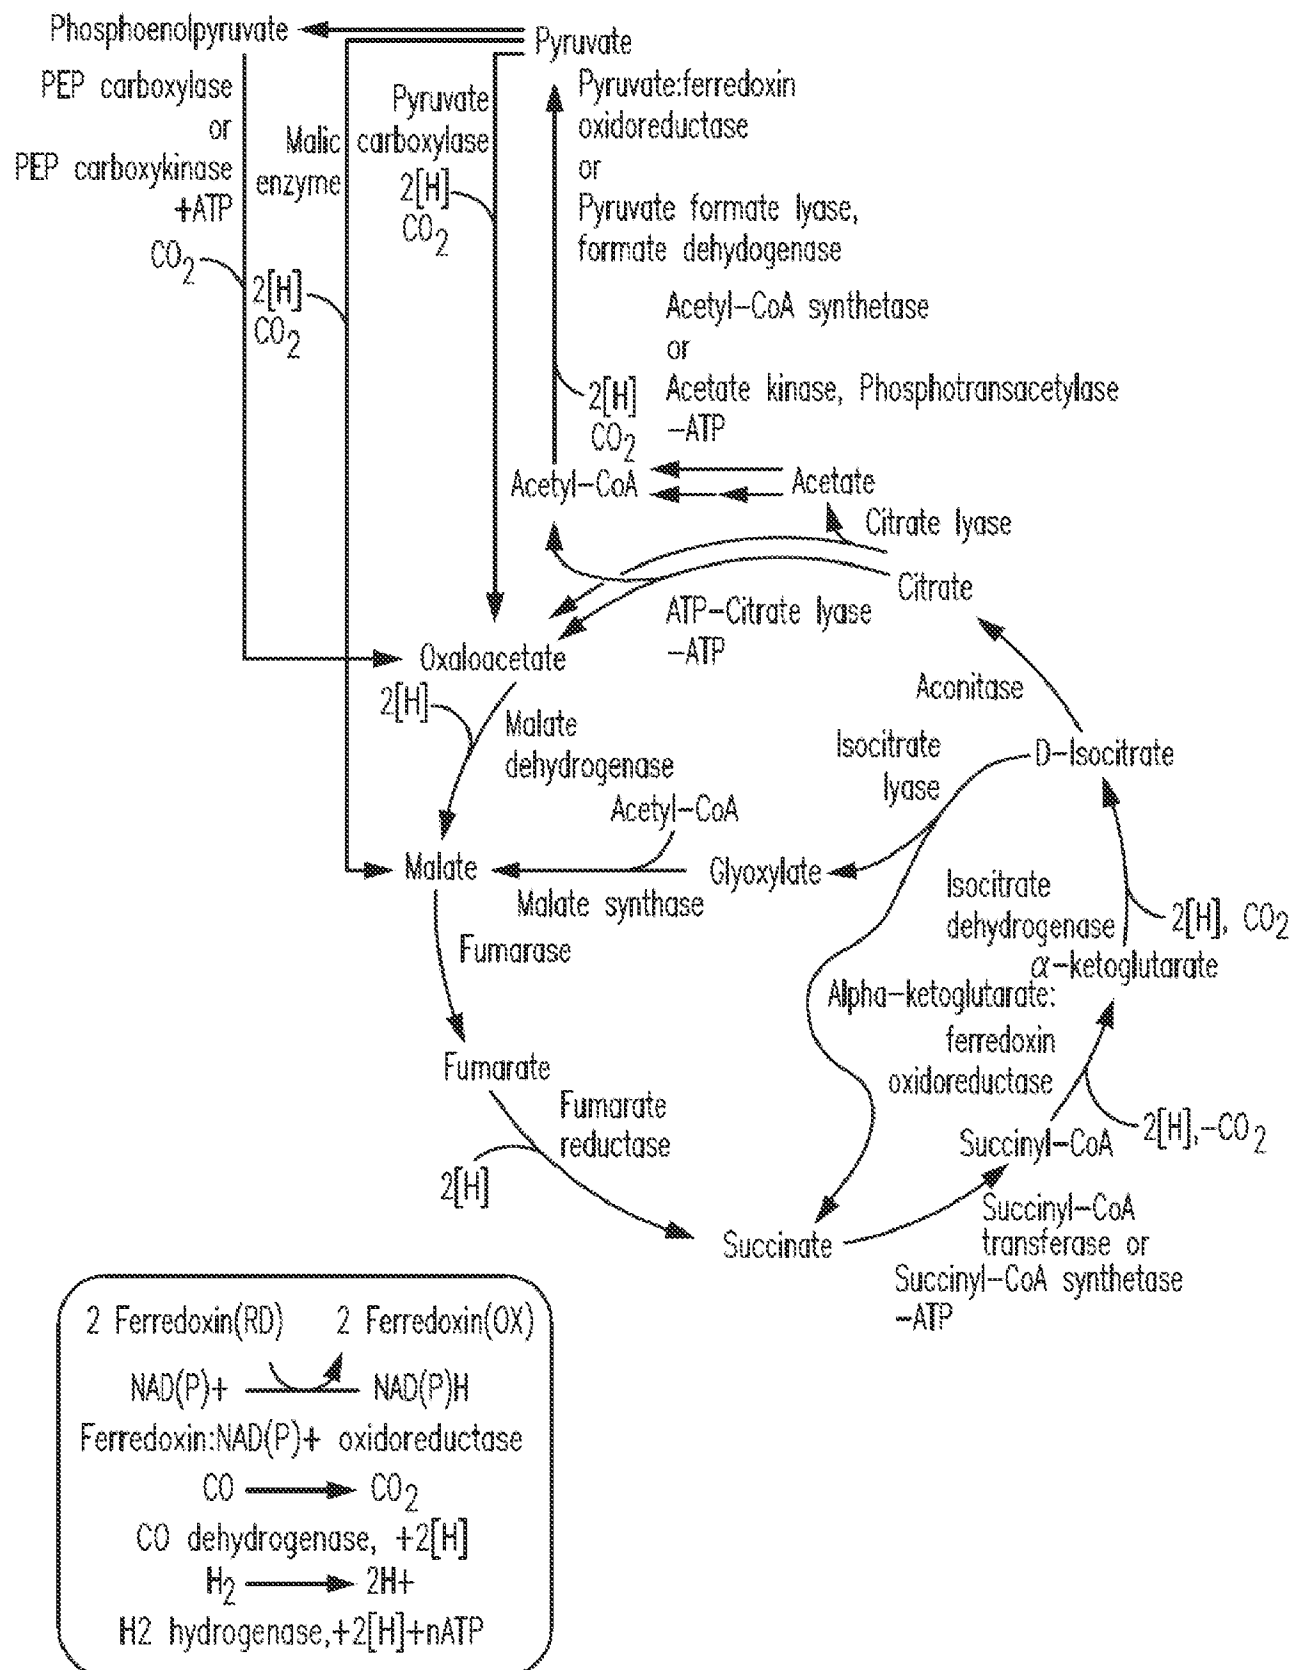 Phosphoenolpyruvate
Pyruvate
PEP carboxylase
or
PEP carboxykinase
+ATP
CO2
Malic
enzyme
2[H]
CO2
Pyruvate
carboxylase
2[H]
CO2
Pyruvate:ferredoxin
oxidoreductase
or
Pyruvate formate lyase,
formate dehydogenase
Acetyl-CoA synthetase
or
Acetate kinase, Phosphotransacetylase
-ATP
2[H]
CO2
Acetyl-CoA
Acetate
Citrate lyase
Citrate
ATP-Citrate lyase
-ATP
Oxaloacetate
2[H]
Malate
dehydrogenase
Aconitase
Isocitrate
lyase
D-Isocitrate
Acetyl-CoA
Malate
Glyoxylate
Malate synthase
Isocitrate
dehydrogenase
2[H], CO2
α-ketoglutarate
Fumarase
Alpha-ketoglutarate:
ferredoxin
oxidoreductase
Fumarate
Fumarate
reductase
2[H]
2[H],-CO2
Succinyl-CoA
Succinate
Succinyl-CoA
transferase or
Succinyl-CoA synthetase
-ATP
2 Ferredoxin(RD) 2 Ferredoxin(OX)
NAD(P)+ NAD(P)H
Ferredoxin:NAD(P)+ oxidoreductase
CO CO2
CO dehydrogenase, +2[H]
H2 2H+
H2 hydrogenase,+2[H]+nATP